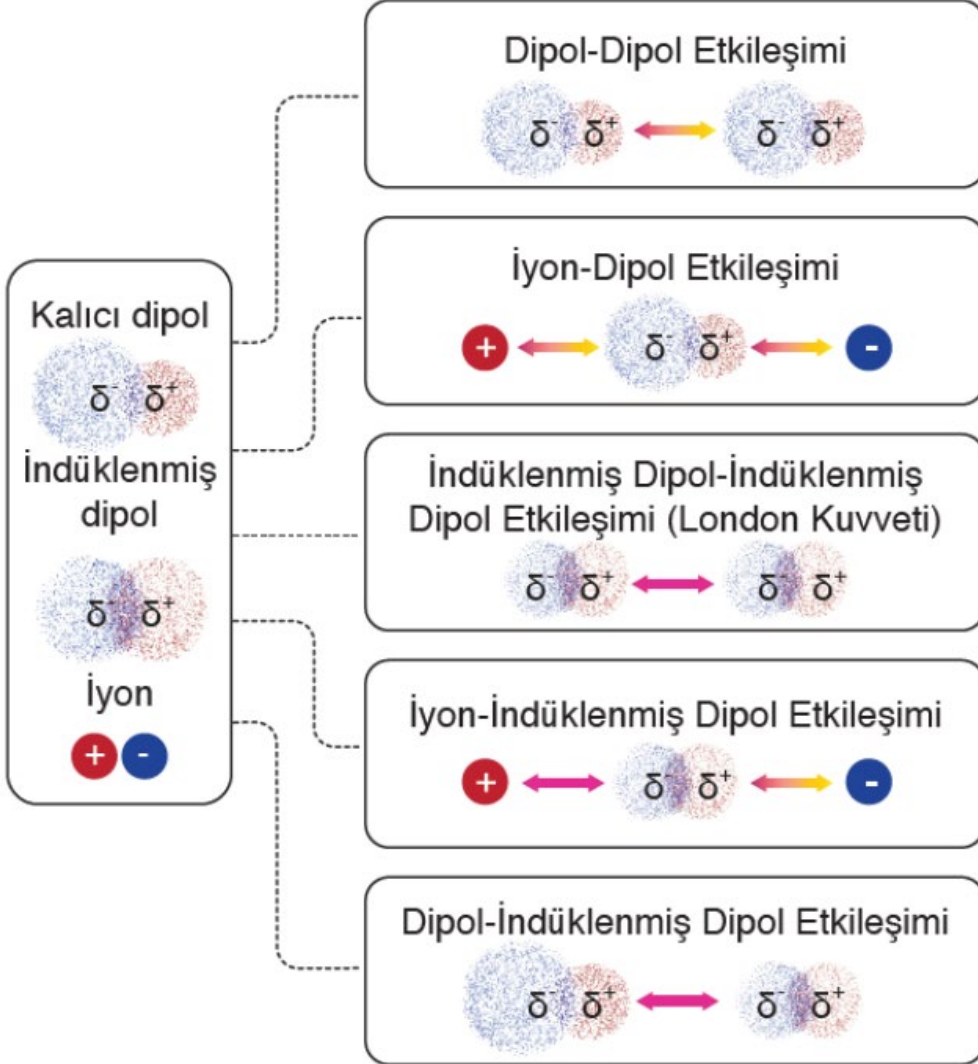 Kalıcı dipol
δ⁻ δ⁺
İndüklenmiş
dipol
δ⁻ δ⁺
İyon
+ -
Dipol-Dipol Etkileşimi
δ⁻ δ⁺ δ⁻ δ⁺
İyon-Dipol Etkileşimi
+ δ⁻ δ⁺ -
İndüklenmiş Dipol-İndüklenmiş
Dipol Etkileşimi (London Kuvveti)
δ⁻ δ⁺ δ⁻ δ⁺
İyon-İndüklenmiş Dipol Etkileşimi
+ δ⁻ δ⁺ -
Dipol-İndüklenmiş Dipol Etkileşimi
δ⁻ δ⁺ δ⁻ δ⁺